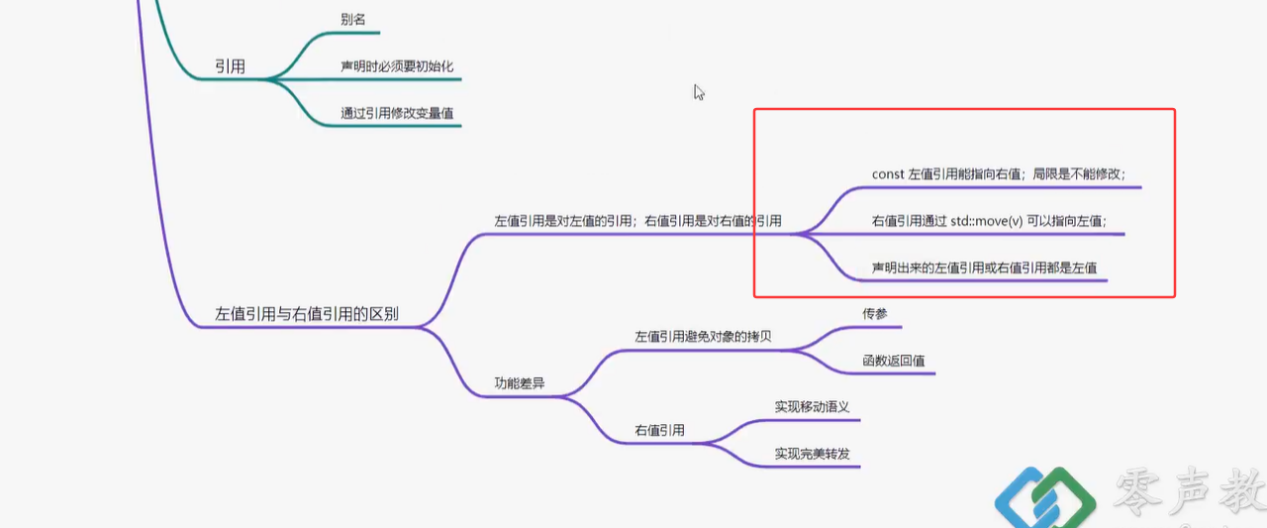 别名
引用
声明时必须要初始化
通过引用修改变量值
const 左值引用能指向右值；局限是不能修改；
左值引用是对左值的引用；右值引用是对右值的引用
右值引用通过 std::move(v) 可以指向左值；
声明出来的左值引用或右值引用都是左值
左值引用与右值引用的区别
传参
左值引用避免对象的拷贝
函数返回值
功能差异
实现移动语义
右值引用
实现完美转发
零声教